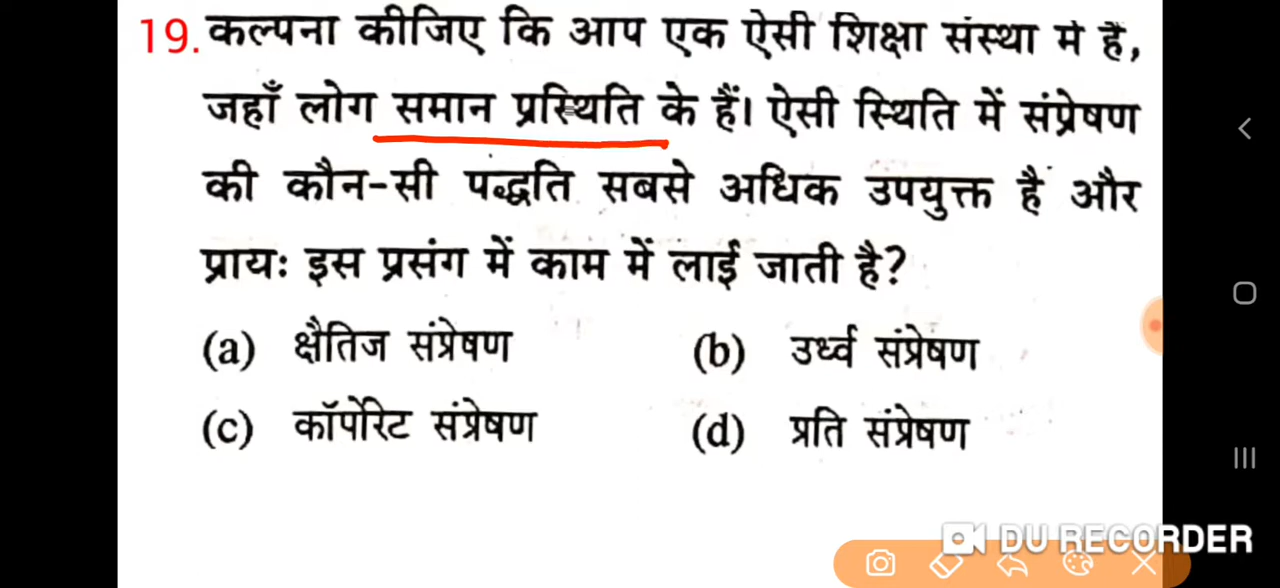 19. कल्पना कीजिए कि आप एक ऐसी शिक्षा संस्था में हैं,
जहाँ लोग समान प्रस्थिति के हैं। ऐसी स्थिति में संप्रेषण
की कौन-सी पद्धति सबसे अधिक उपयुक्त है और
प्रायः इस प्रसंग में काम में लाई जाती है?
(a) क्षैतिज संप्रेषण (b) उर्ध्व संप्रेषण
(c) कॉर्पोरेट संप्रेषण (d) प्रति संप्रेषण
DU RECORDER